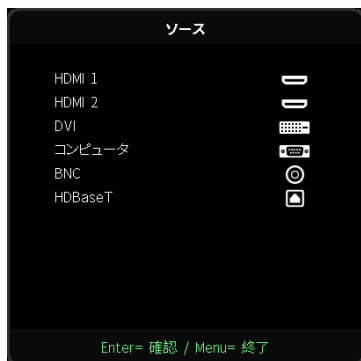 ソース
HDMI 1
HDMI 2
DVI
コンピュータ
BNC
HDBaseT
Enter= 確認 / Menu= 終了